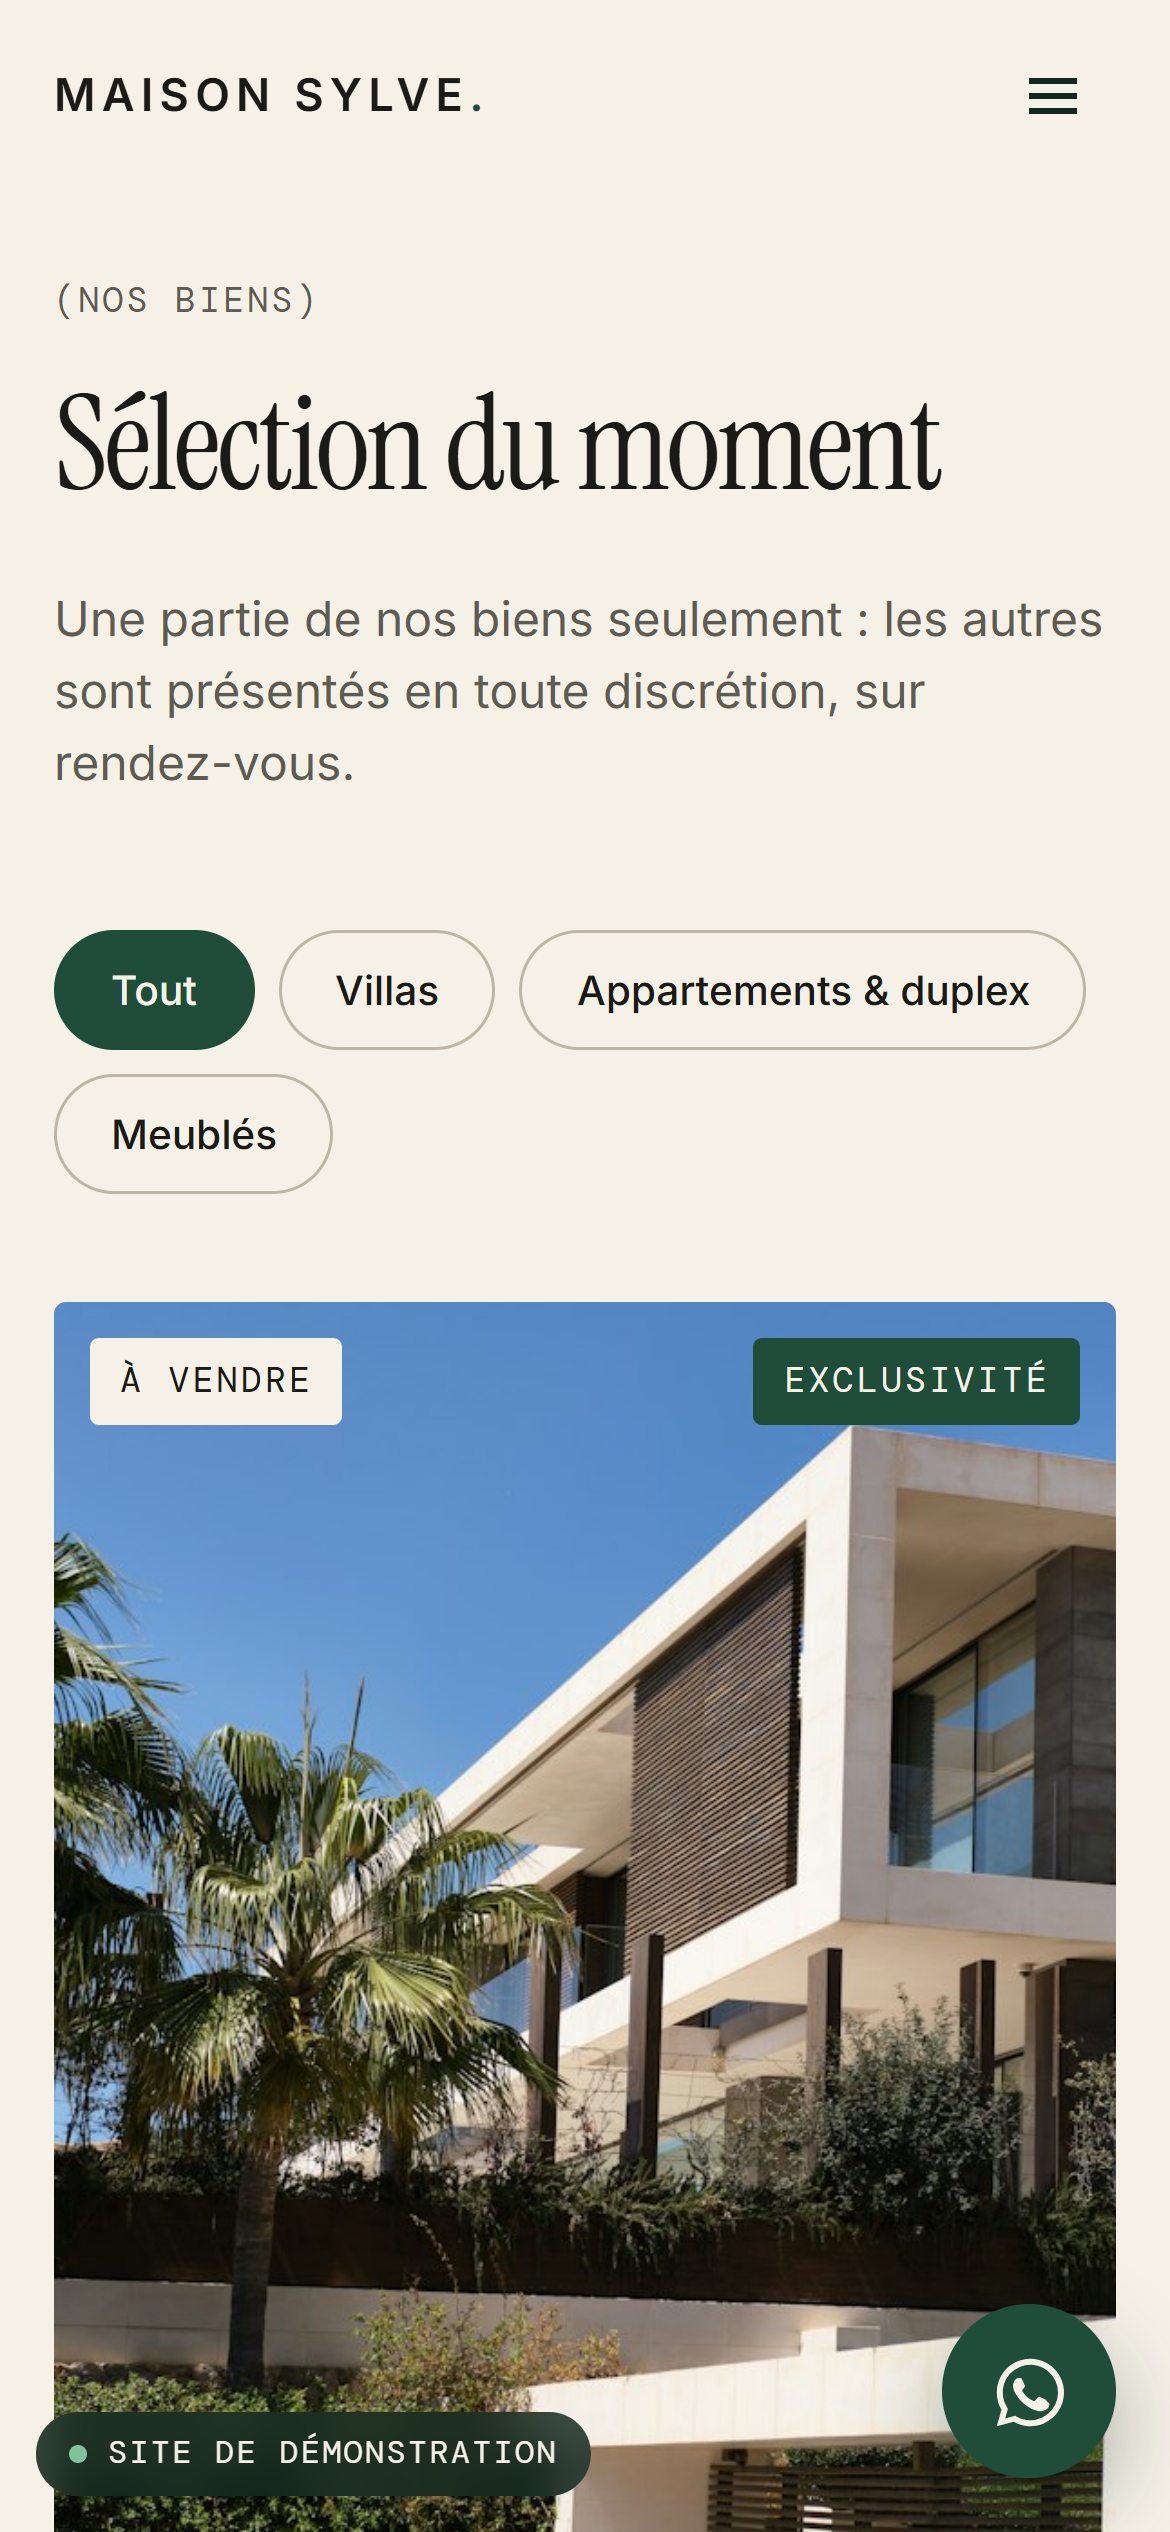 MAISON SYLVE.
(NOS BIENS)
Sélection du moment
Une partie de nos biens seulement : les autres
sont présentés en toute discrétion, sur
rendez-vous.
Tout
Villas
Appartements & duplex
Meublés
À VENDRE
EXCLUSIVITÉ
SITE DE DÉMONSTRATION